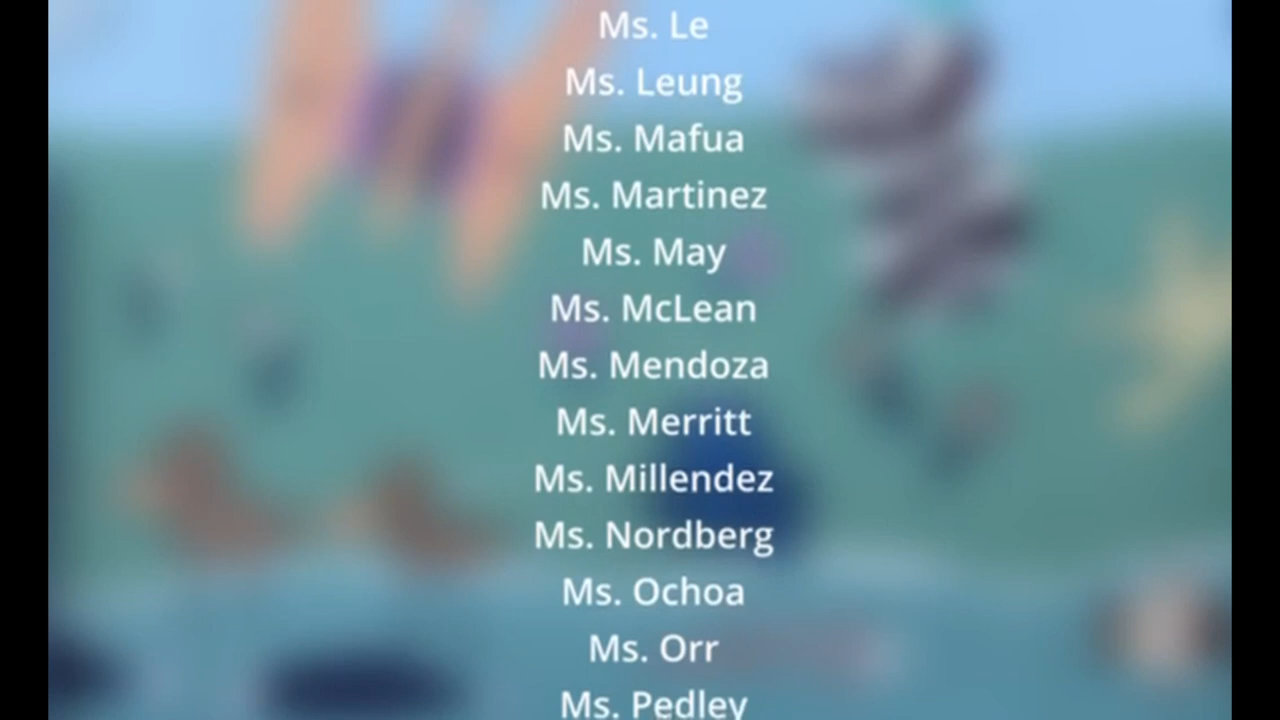 Ms. Le
Ms. Leung
Ms. Mafua
Ms. Martinez
Ms. May
Ms. McLean
Ms. Mendoza
Ms. Merritt
Ms. Millendez
Ms. Nordberg
Ms. Ochoa
Ms. Orr
Ms. Pedley